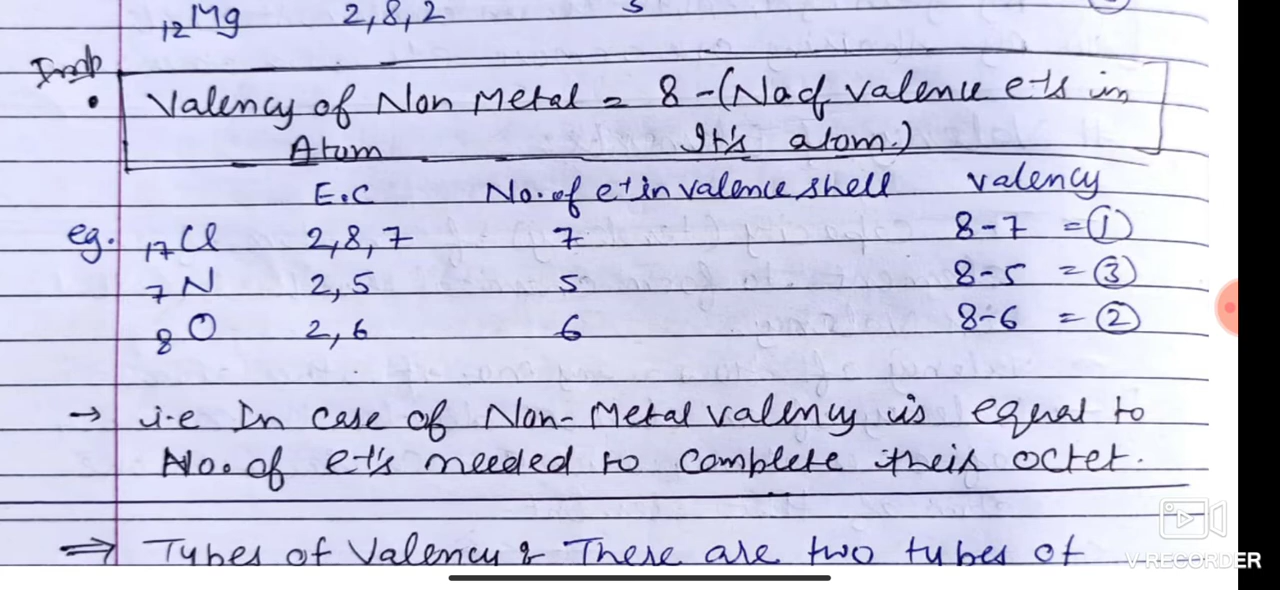 12Mg 2,8,2
Imp
• Valency of Non Metal = 8-(No of valence e-'s in
Atom It's atom.)
E.C No. of e- in valence shell valency
eg. 17Cl 2,8,7 7 8-7 = 1
7N 2,5 5 8-5 = 3
8O 2,6 6 8-6 = 2
→ i.e In case of Non-Metal valency is equal to
No. of e-'s needed to complete their octet.
⇒ Types of Valency : There are two types of
V RECORDER